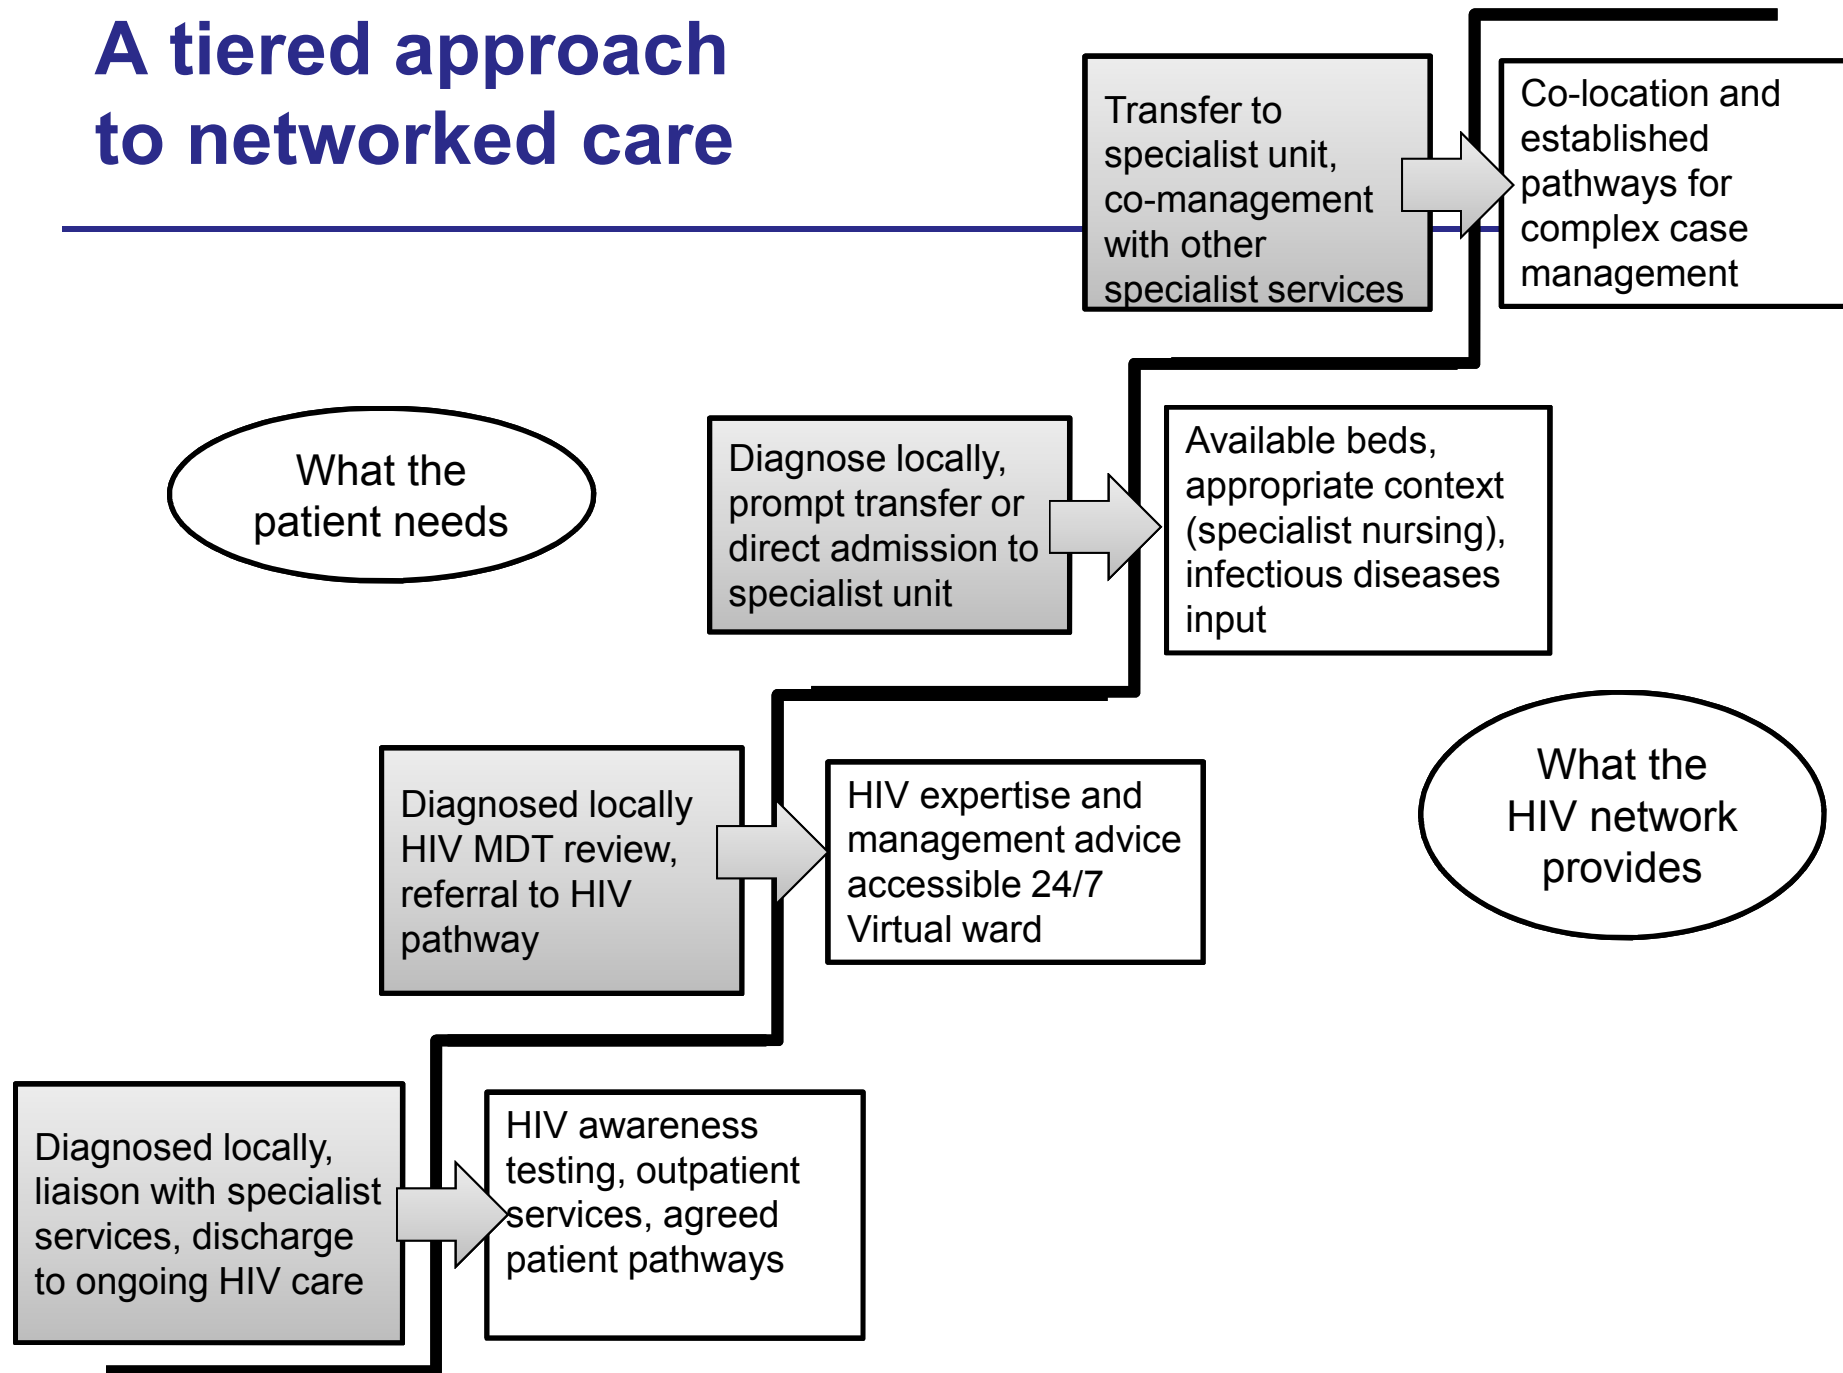 A tiered approach
to networked care
Transfer to
specialist unit,
co-management
with other
specialist services
Co-location and
established
pathways for
complex case
management
What the
patient needs
Diagnose locally,
prompt transfer or
direct admission to
specialist unit
Available beds,
appropriate context
(specialist nursing),
infectious diseases
input
Diagnosed locally
HIV MDT review,
referral to HIV
pathway
HIV expertise and
management advice
accessible 24/7
Virtual ward
What the
HIV network
provides
Diagnosed locally,
liaison with specialist
services, discharge
to ongoing HIV care
HIV awareness
testing, outpatient
services, agreed
patient pathways